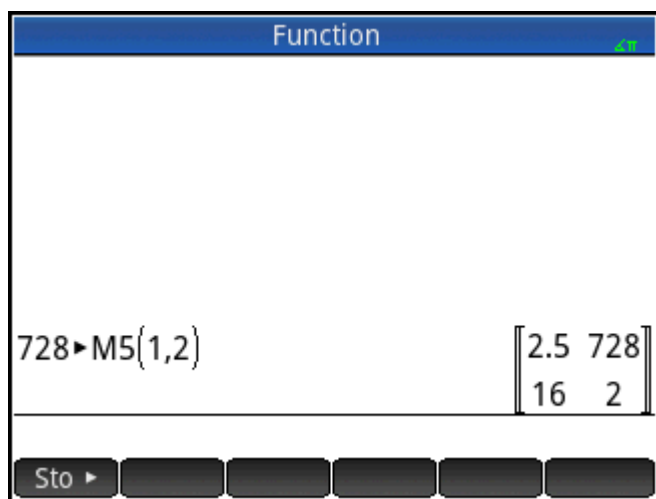 Function
∡π
728►M5(1,2)
[2.5 728]
[16 2]
Sto ►